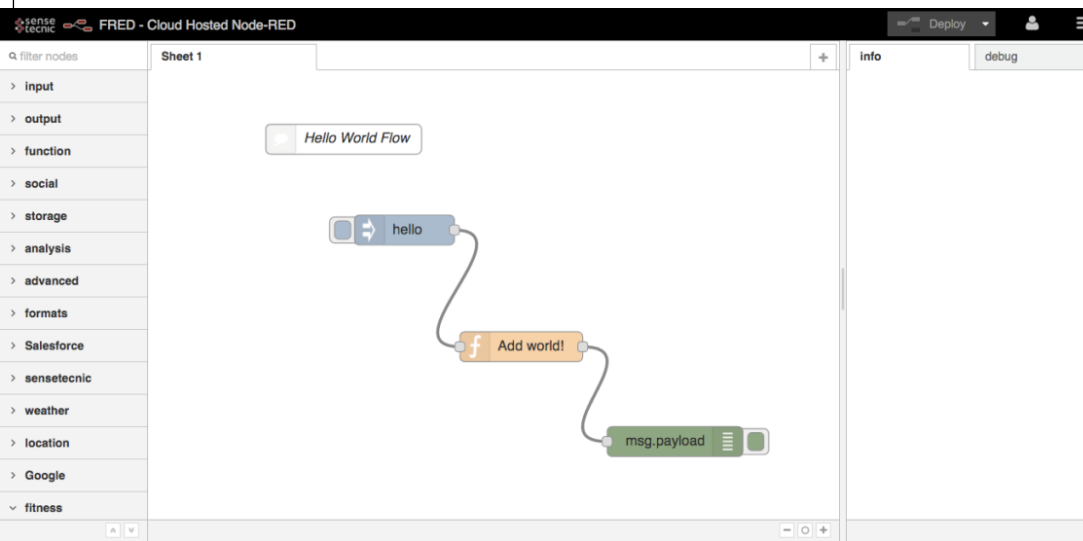 sense tecnic FRED - Cloud Hosted Node-RED Deploy
filter nodes
Sheet 1
info
debug
input
output
function
social
storage
analysis
advanced
formats
Salesforce
sensetecnic
weather
location
Google
fitness
Hello World Flow
hello
Add world!
msg.payload